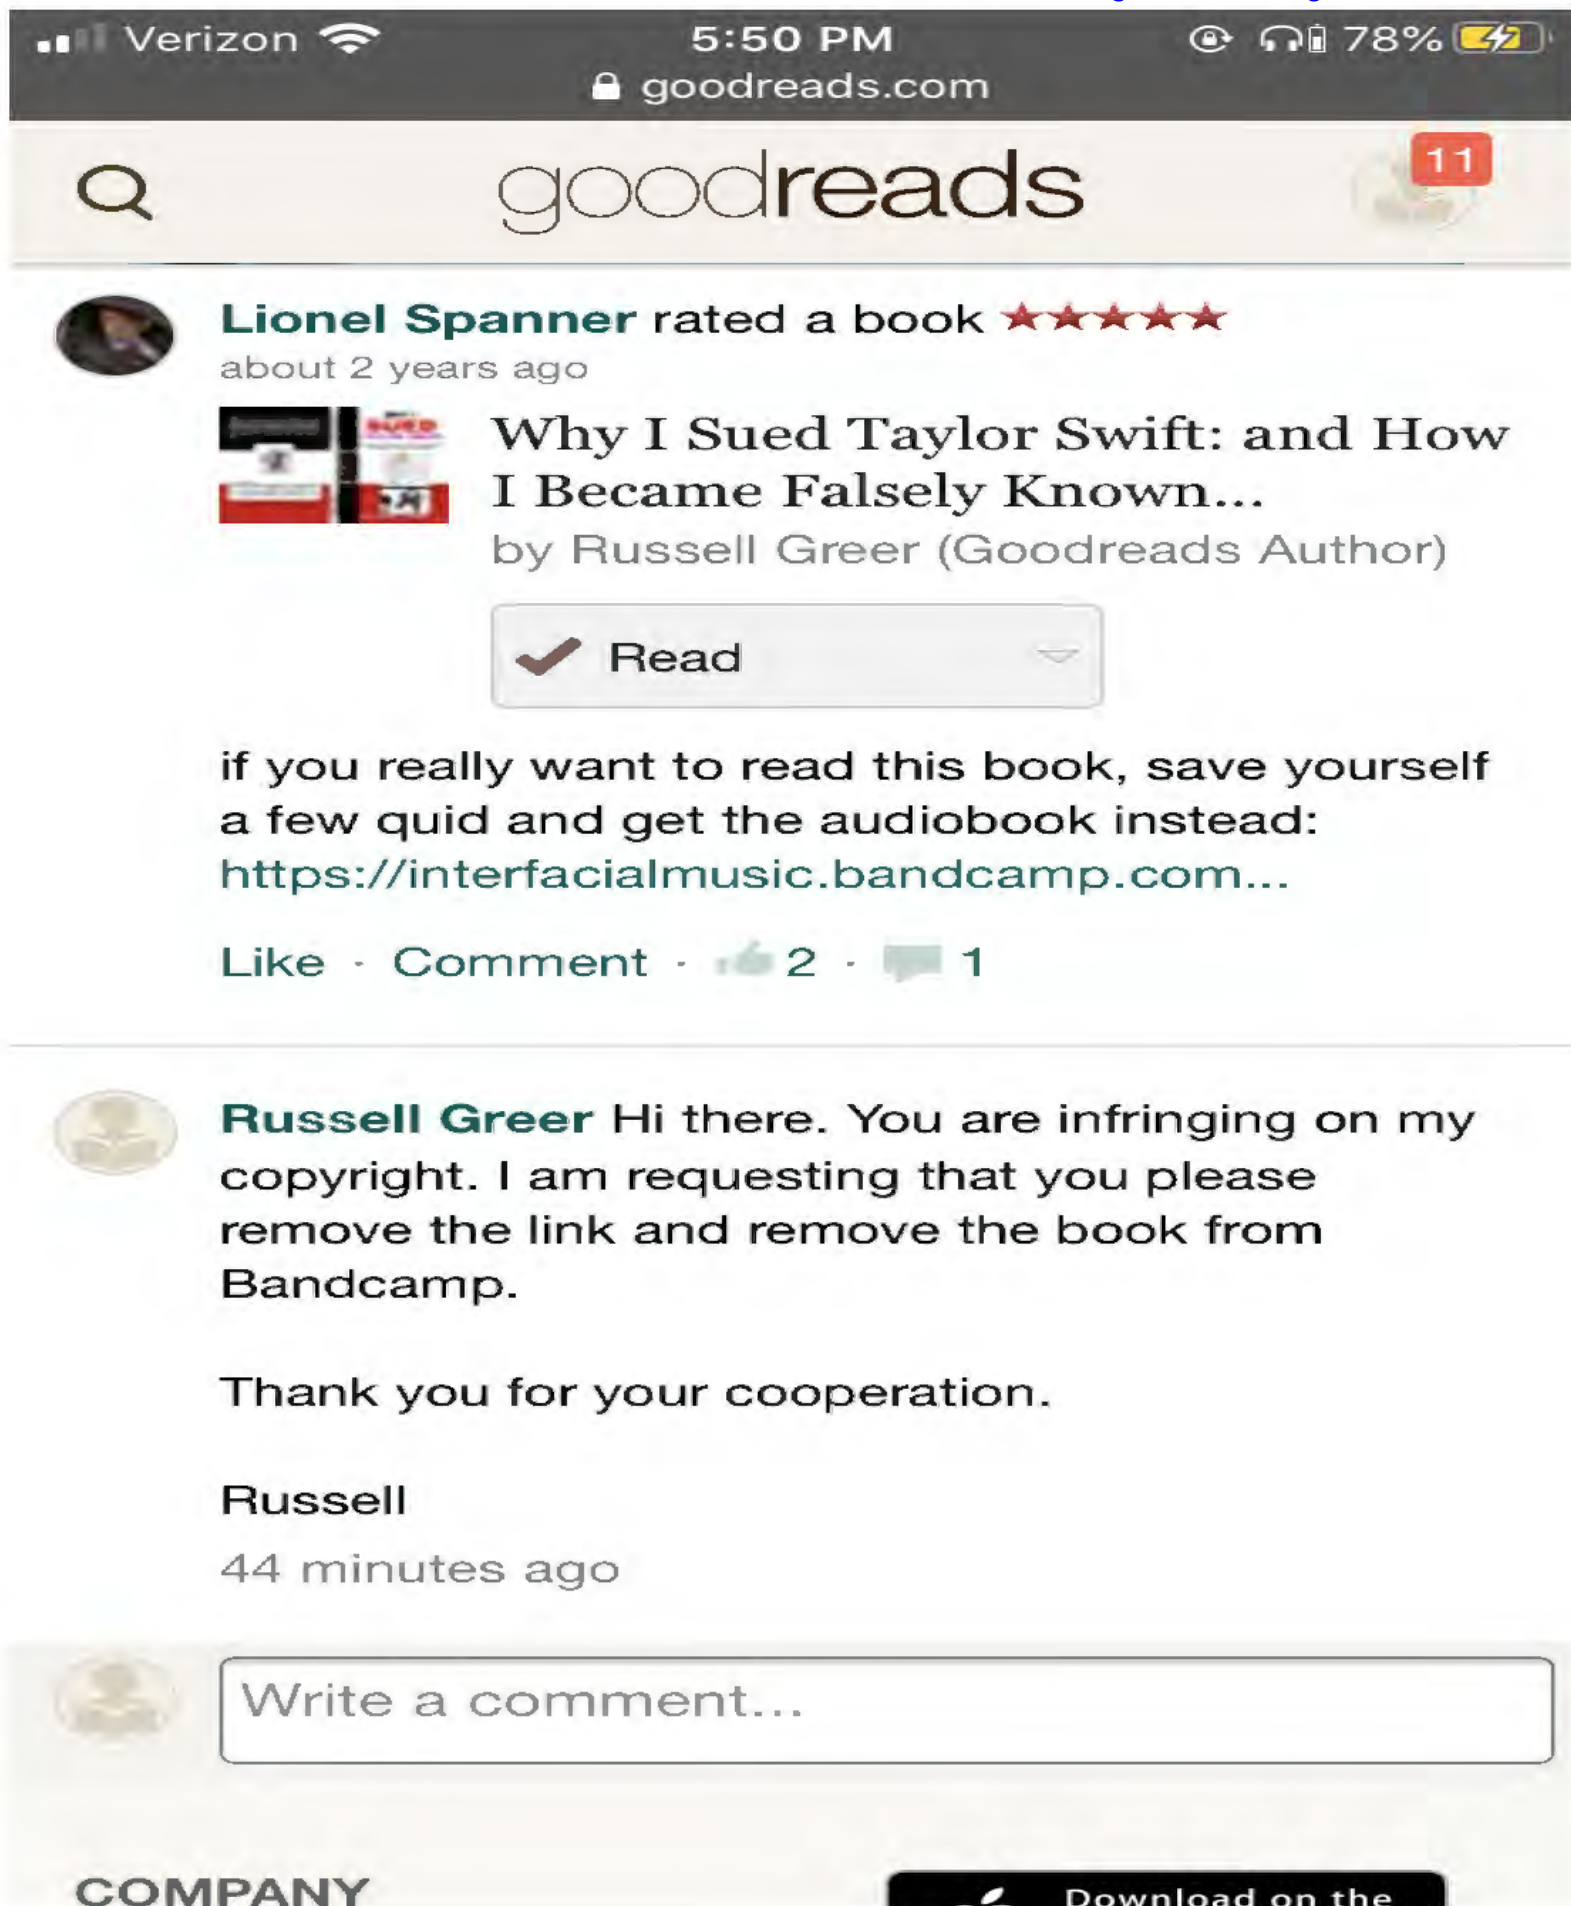 Verizon 5:50 PM 78%
goodreads.com
goodreads 11
Lionel Spanner rated a book ★★★★★
about 2 years ago
SUED
Why I Sued Taylor Swift: and How
I Became Falsely Known...
by Russell Greer (Goodreads Author)
Read
if you really want to read this book, save yourself
a few quid and get the audiobook instead:
https://interfacialmusic.bandcamp.com...
Like · Comment · 2 · 1
Russell Greer Hi there. You are infringing on my
copyright. I am requesting that you please
remove the link and remove the book from
Bandcamp.
Thank you for your cooperation.
Russell
44 minutes ago
Write a comment...
COMPANY
Download on the